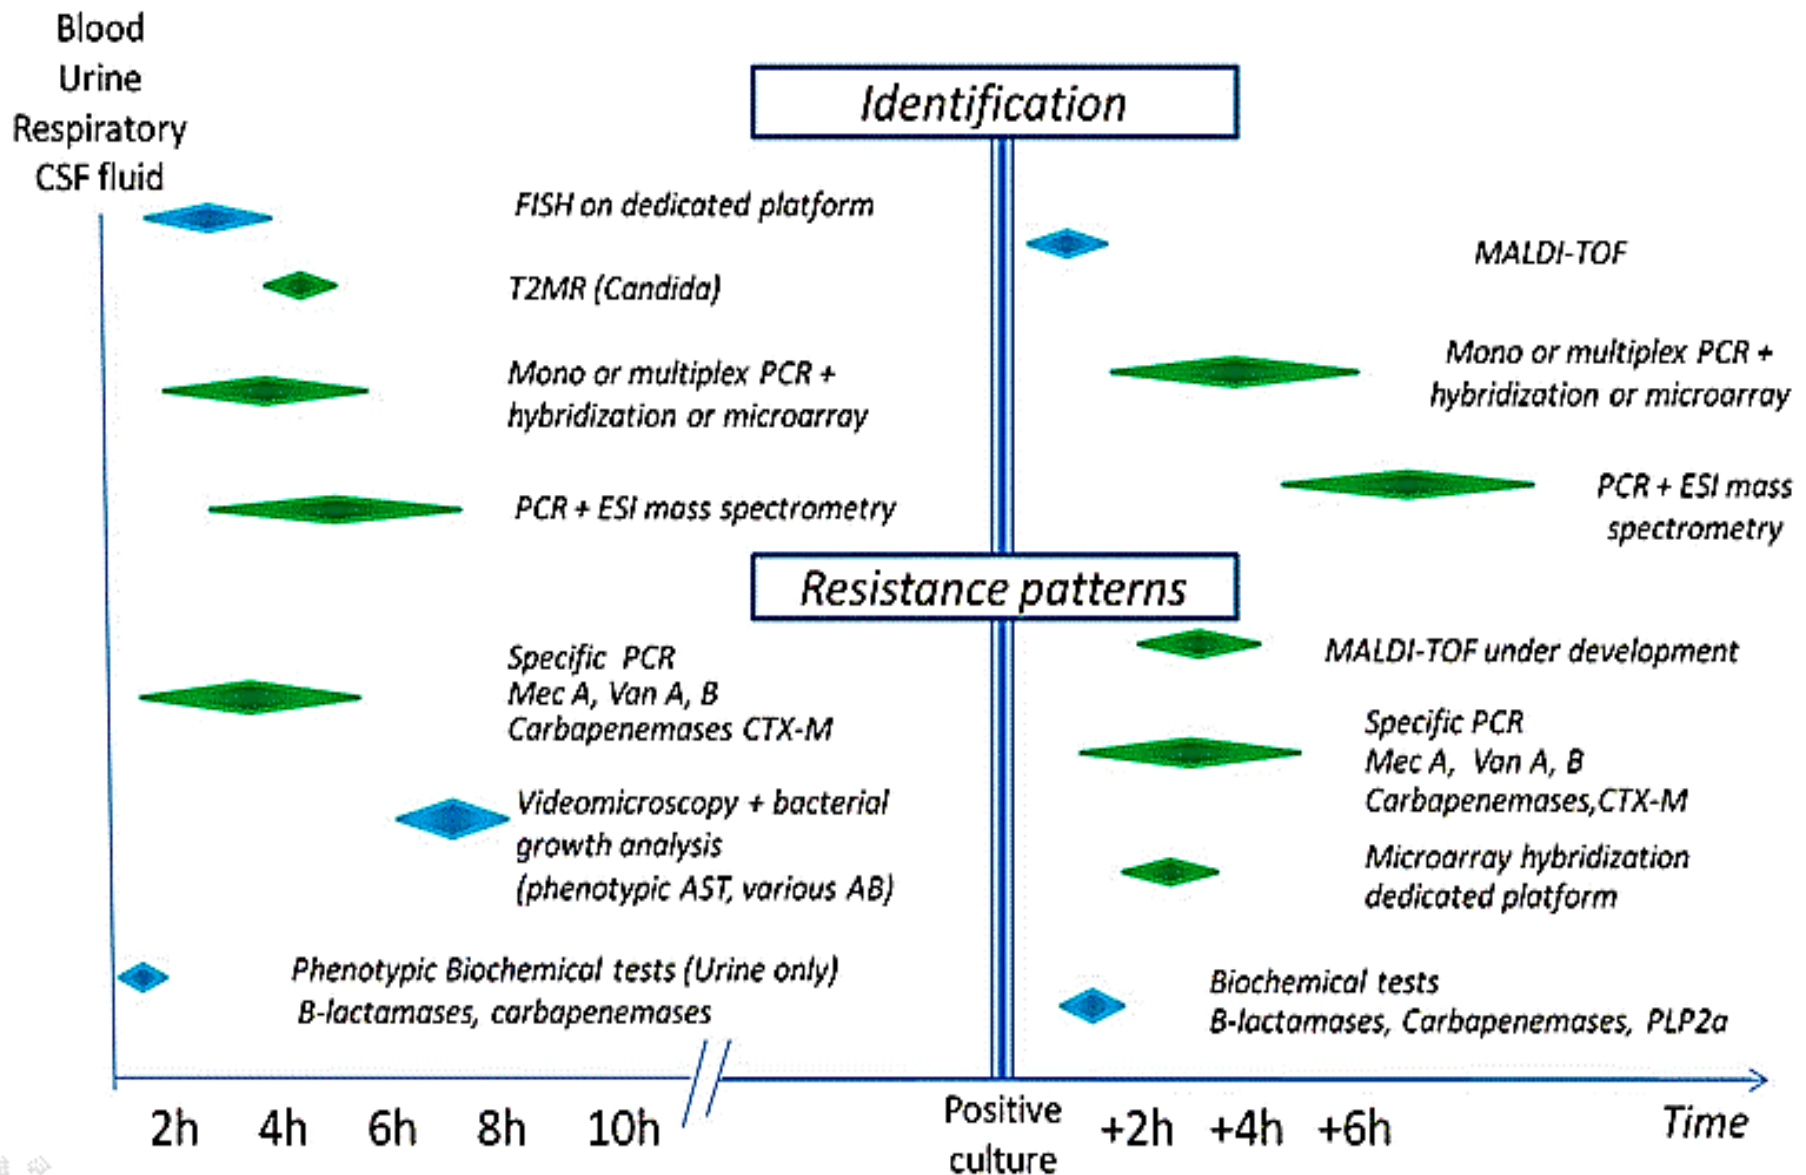 Blood
Urine
Respiratory
CSF fluid
Identification
FISH on dedicated platform
T2MR (Candida)
Mono or multiplex PCR +
hybridization or microarray
PCR + ESI mass spectrometry
MALDI-TOF
Mono or multiplex PCR +
hybridization or microarray
PCR + ESI mass
spectrometry
Resistance patterns
Specific PCR
Mec A, Van A, B
Carbapenemases CTX-M
Videomicroscopy + bacterial
growth analysis
(phenotypic AST, various AB)
Phenotypic Biochemical tests (Urine only)
B-lactamases, carbapenemases
MALDI-TOF under development
Specific PCR
Mec A, Van A, B
Carbapenemases,CTX-M
Microarray hybridization
dedicated platform
Biochemical tests
B-lactamases, Carbapenemases, PLP2a
2h 4h 6h 8h 10h
Positive
culture
+2h +4h +6h
Time